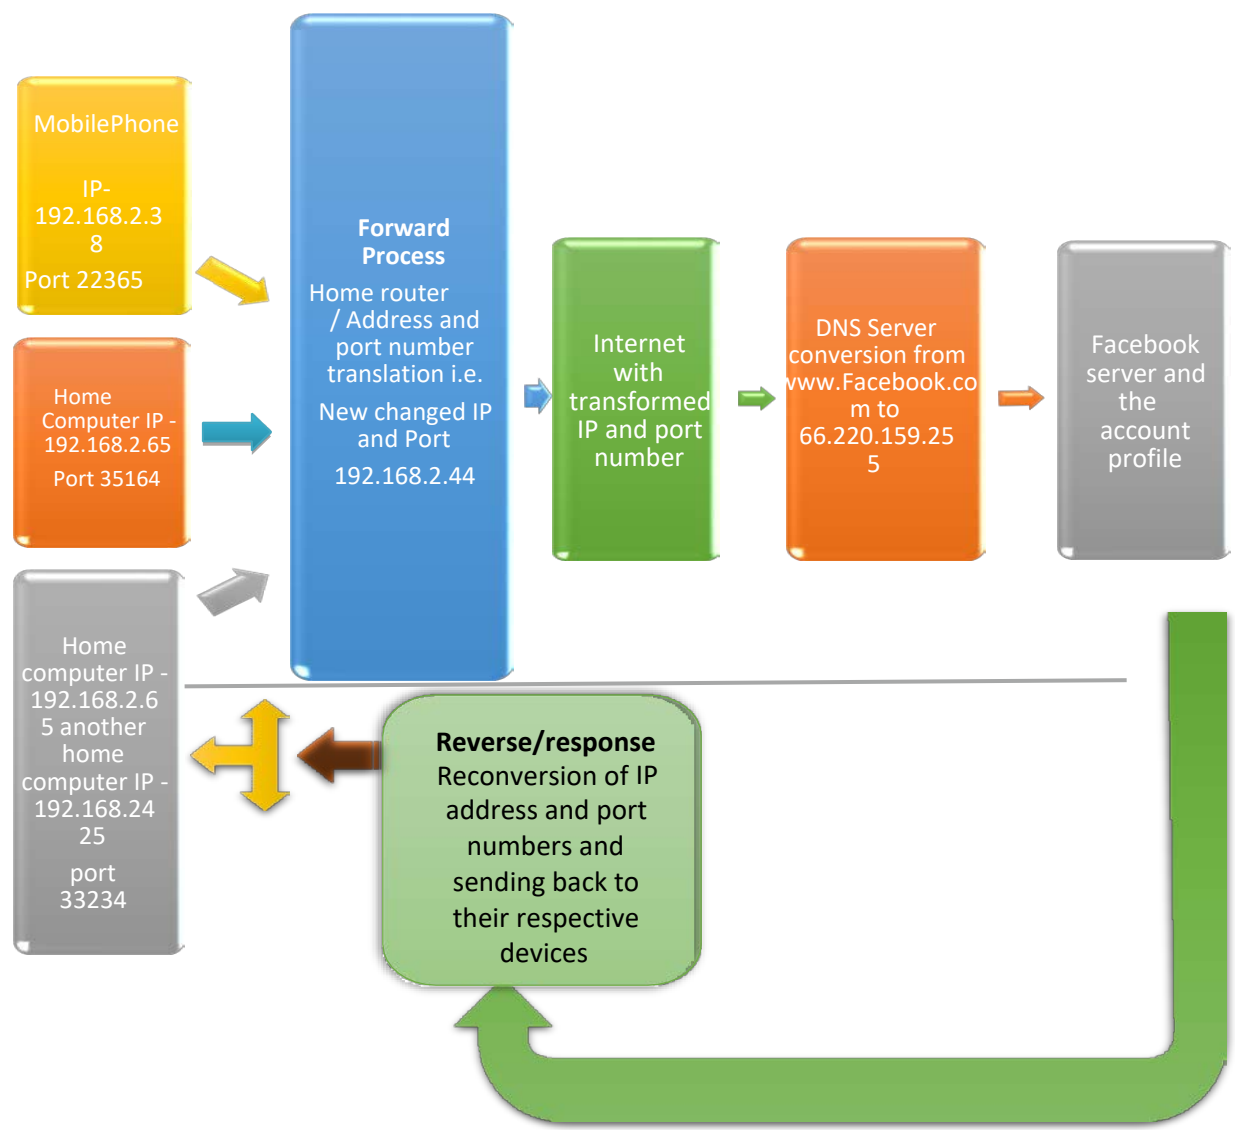 MobilePhone
IP-
192.168.2.3
8
Port 22365
Home
Computer IP -
192.168.2.65
Port 35164
Home
computer IP -
192.168.2.6
5 another
home
computer IP -
192.168.24
25
port
33234
Forward
Process
Home router
/ Address and
port number
translation i.e.
New changed IP
and Port
192.168.2.44
Internet
with
transformed
IP and port
number
DNS Server
conversion from
www.Facebook.co
m to
66.220.159.25
5
Facebook
server and
the
account
profile
Reverse/response
Reconversion of IP
address and port
numbers and
sending back to
their respective
devices